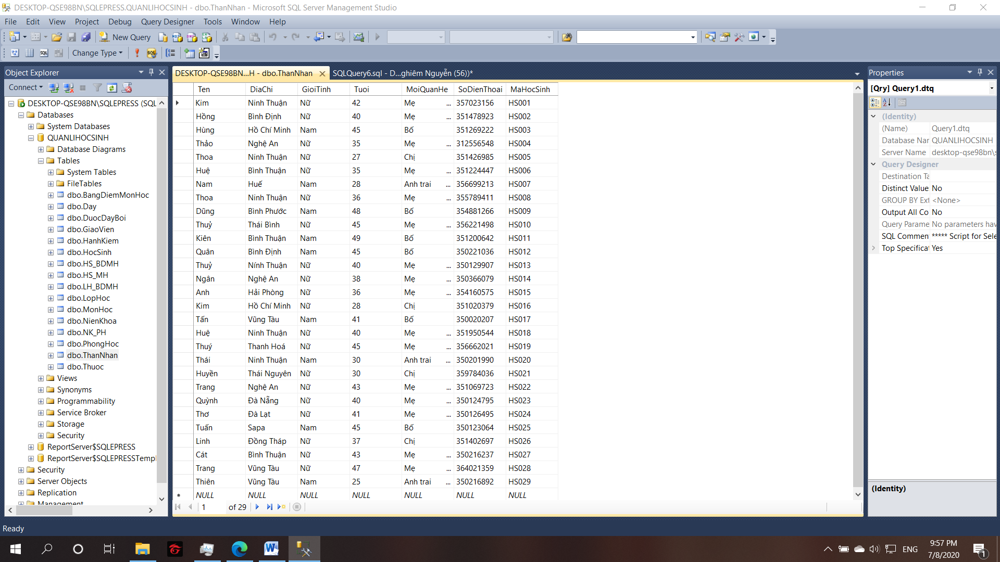 DESKTOP-QSE98BN\SQLEPRESS.QUANLIHOCSINH - dbo.ThanNhan - Microsoft SQL Server Management Studio
File Edit View Project Debug Query Designer Tools Window Help
New Query
Change Type
Object Explorer
Connect
DESKTOP-QSE98BN\SQLEPRESS (SQL
Databases
System Databases
QUANLIHOCSINH
Database Diagrams
Tables
System Tables
FileTables
dbo.BangDiemMonHoc
dbo.Day
dbo.DuocDayBoi
dbo.GiaoVien
dbo.HanhKiem
dbo.HocSinh
dbo.HS_BDMH
dbo.HS_MH
dbo.LH_BDMH
dbo.LopHoc
dbo.MonHoc
dbo.NienKhoa
dbo.NK_PH
dbo.PhongHoc
dbo.ThanNhan
dbo.Thuoc
Views
Synonyms
Programmability
Service Broker
Storage
Security
ReportServer$SQLEPRESS
ReportServer$SQLEPRESSTempl
Security
Server Objects
Replication
Management
DESKTOP-QSE98BN...H - dbo.ThanNhan SQLQuery6.sql - D...ghiêm Nguyễn (56))*
Ten DiaChi GioiTinh Tuoi MoiQuanHe SoDienThoai MaHocSinh
Kim Ninh Thuận Nữ 42 Mẹ ... 357023156 HS001
Hồng Bình Định Nữ 40 Mẹ ... 351478923 HS002
Hùng Hồ Chí Minh Nam 45 Bố 351269222 HS003
Thảo Nghệ An Nữ 35 Mẹ ... 312556548 HS004
Thoa Ninh Thuận Nữ 27 Chị 351426985 HS005
Huệ Bình Thuận Nữ 35 Mẹ ... 351224447 HS006
Nam Huế Nam 28 Anh trai ... 356699213 HS007
Thoa Ninh Thuận Nữ 36 Mẹ ... 355789411 HS008
Dũng Bình Phước Nam 48 Bố 354881266 HS009
Thuỷ Thái Bình Nữ 45 Mẹ ... 356221498 HS010
Kiên Bình Thuận Nam 49 Bố 351200642 HS011
Quân Bình Định Nam 45 Bố 350221036 HS012
Thuỷ Nính Thuận Nữ 40 Mẹ ... 350129907 HS013
Ngân Nghệ An Nữ 38 Mẹ ... 350366079 HS014
Anh Hải Phòng Nữ 36 Mẹ ... 354160575 HS015
Kim Hồ Chí Minh Nữ 28 Chị 351020379 HS016
Tấn Vũng Tàu Nam 41 Bố 350020207 HS017
Huệ Ninh Thuận Nữ 40 Mẹ ... 351950544 HS018
Thuý Thanh Hoá Nữ 45 Mẹ ... 356662021 HS019
Thái Ninh Thuận Nam 30 Anh trai ... 350201990 HS020
Huyền Thái Nguyên Nữ 30 Chị 359784036 HS021
Trang Nghệ An Nữ 43 Mẹ ... 351069723 HS022
Quỳnh Đà Nẵng Nữ 40 Mẹ ... 350124795 HS023
Thơ Đà Lạt Nữ 41 Mẹ ... 350126495 HS024
Tuấn Sapa Nam 45 Bố 350123064 HS025
Linh Đồng Tháp Nữ 37 Chị 351402697 HS026
Cát Bình Thuận Nữ 43 Mẹ ... 350216237 HS027
Trang Vũng Tàu Nữ 47 Mẹ ... 364021359 HS028
Thiên Vũng Tàu Nam 25 Anh trai ... 350216892 HS029
NULL NULL NULL NULL NULL NULL NULL
1 of 29
Properties
[Qry] Query1.dtq
(Identity)
(Name) Query1.dtq
Database Nar QUANLIHOCSINH
Server Name desktop-qse98bn\s
Query Designer
Destination Ta
Distinct Value No
GROUP BY Ext <None>
Output All Co No
Query Parame No parameters hav
SQL Commen ***** Script for Sele
Top Specificat Yes
(Identity)
Ready
ENG
9:57 PM
7/8/2020
1